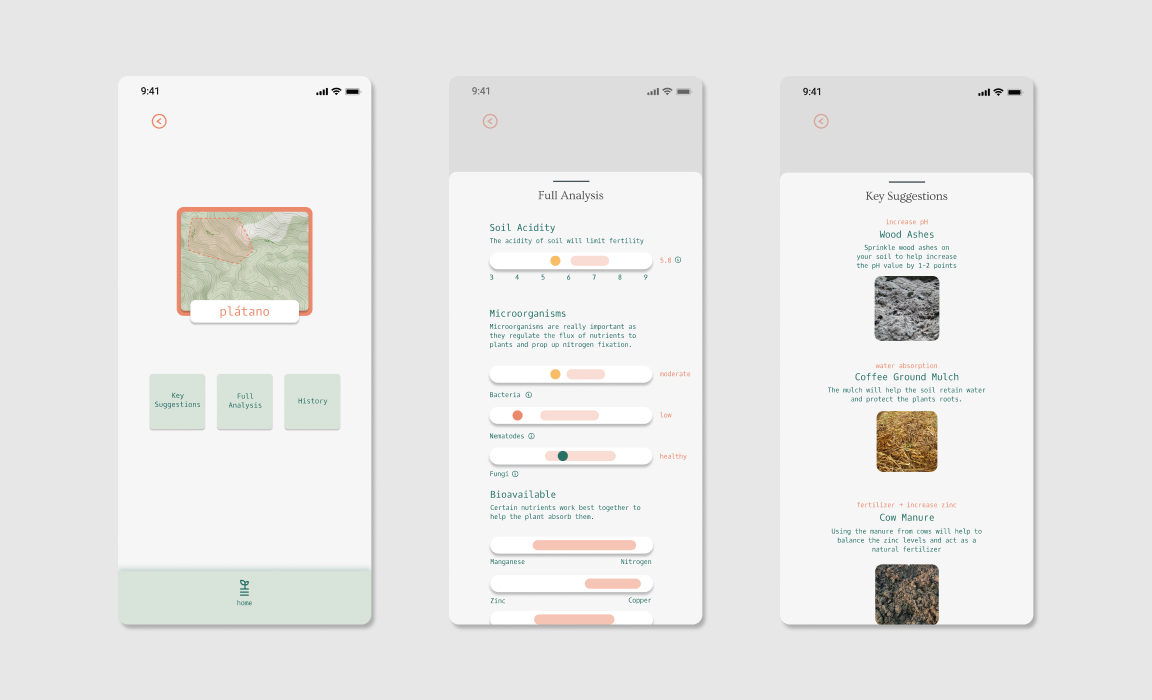 9:41
plátano
Key
Suggestions
Full
Analysis
History
home
9:41
Full Analysis
Soil Acidity
The acidity of soil will limit fertility
5.8
3 4 5 6 7 8 9
Microorganisms
Microorganisms are really important as
they regulate the flux of nutrients to
plants and prop up nitrogen fixation.
moderate
Bacteria
low
Nematodes
healthy
Fungi
Bioavailable
Certain nutrients work best together to
help the plant absorb them.
Manganese Nitrogen
Zinc Copper
9:41
Key Suggestions
increase pH
Wood Ashes
Sprinkle wood ashes on
your soil to help increase
the pH value by 1-2 points
water absorption
Coffee Ground Mulch
The mulch will help the soil retain water
and protect the plants roots.
fertilizer + increase zinc
Cow Manure
Using the manure from cows will help to
balance the zinc levels and act as a
natural fertilizer